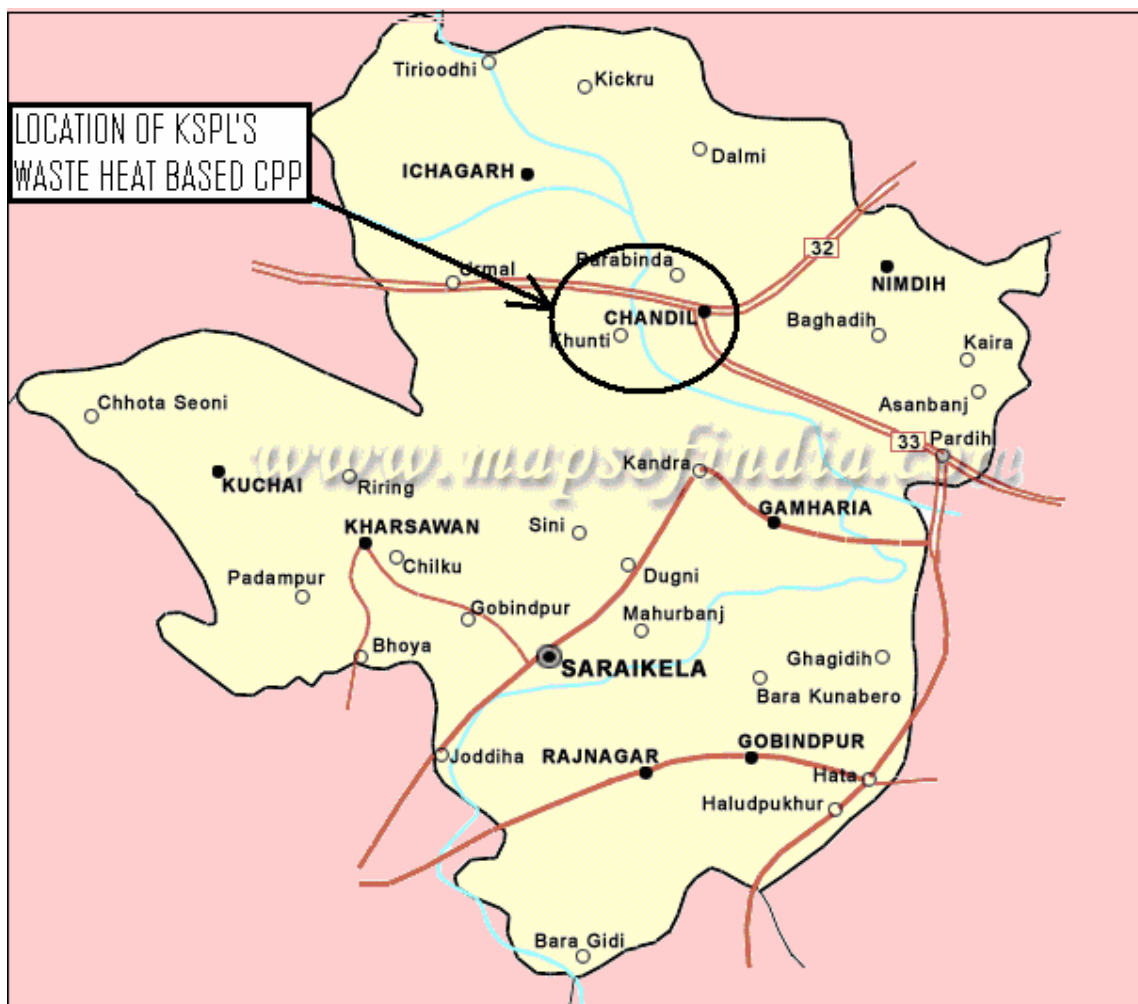 Tirioodhi
Kickru
LOCATION OF KSPL'S
WASTE HEAT BASED CPP
Dalmi
ICHAGARH
32
Barabinda
NIMDIH
CHANDIL
Baghadih
Khunti
Kaira
Asanbanj
Chhota Seoni
33
Pardih
www.mapsofindia.com
Kandra
KUCHAI
Riring
GAMHARIA
KHARSAWAN
Sini
Chilku
Dugni
Padampur
Gobindpur
Mahurbanj
Bhoya
SARAIKELA
Ghagidih
Bara Kunabero
Joddiha
RAJNAGAR
GOBINDPUR
Hata
Haludpukhur
Bara Gidi